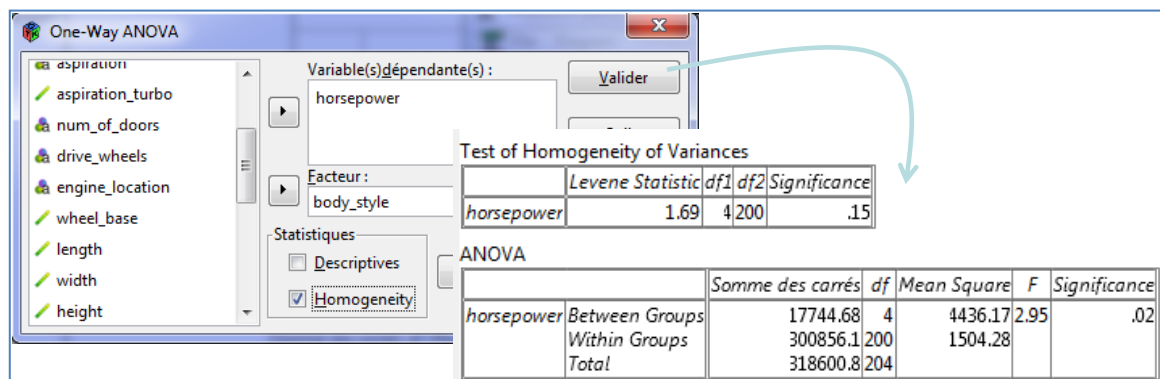 One-Way ANOVA
aspiration
aspiration_turbo
num_of_doors
drive_wheels
engine_location
wheel_base
length
width
height
Variable(s)dépendante(s) :
horsepower
Facteur :
body_style
Statistiques
Descriptives
Homogeneity
Valider
Test of Homogeneity of Variances
Levene Statistic df1 df2 Significance
horsepower 1.69 4 200 .15
ANOVA
Somme des carrés df Mean Square F Significance
horsepower Between Groups 17744.68 4 4436.17 2.95 .02
Within Groups 300856.1 200 1504.28
Total 318600.8 204